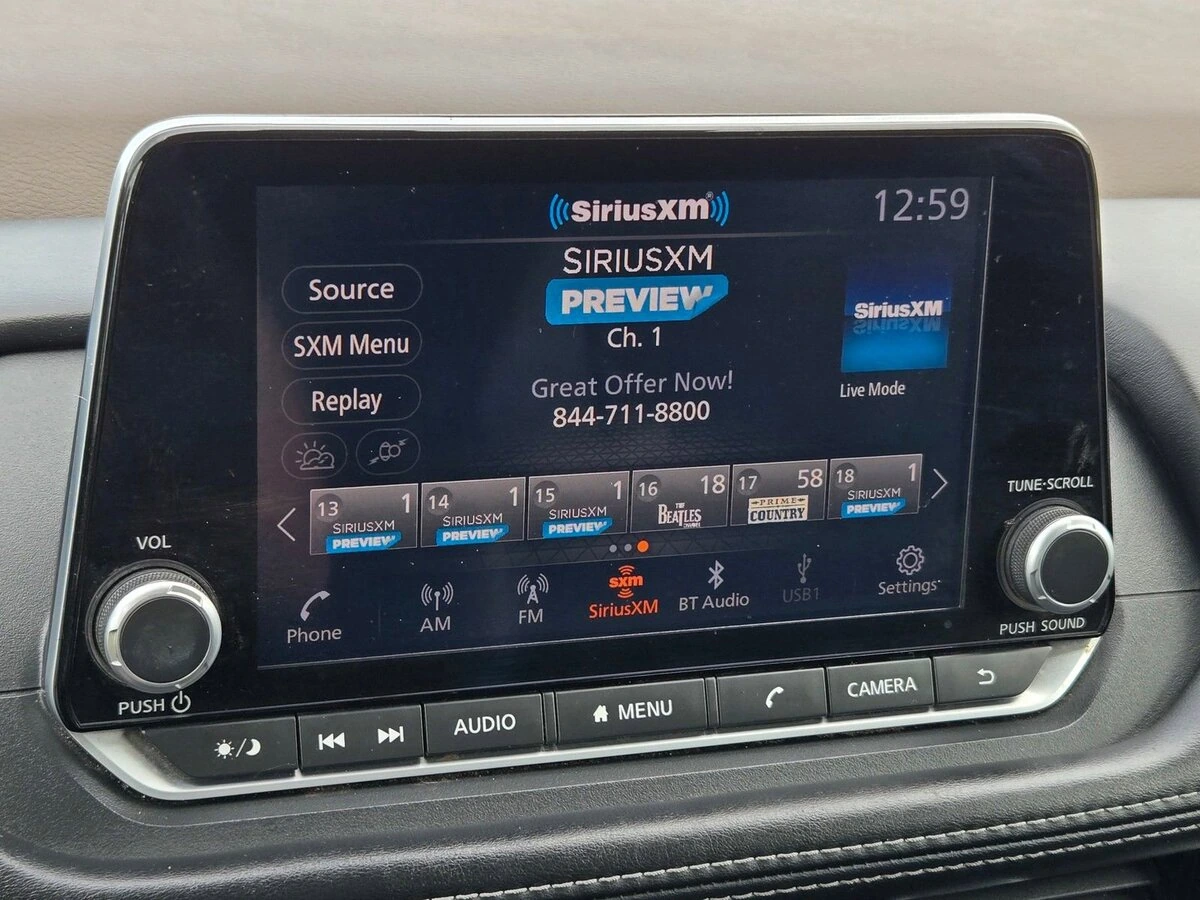 SiriusXM®
12:59
SIRIUSXM
PREVIEW
Ch. 1
Source
SXM Menu
Replay
Great Offer Now!
844-711-8800
SiriusXM
Live Mode
13 1
SIRIUSXM
PREVIEW
14 1
SIRIUSXM
PREVIEW
15 1
SIRIUSXM
PREVIEW
16 18
THE
BEATLES
CHANNEL
17 58
PRIME
COUNTRY
18 1
SIRIUSXM
PREVIEW
Phone
AM
FM
sxm
SiriusXM
BT Audio
USB1
Settings
VOL
PUSH
TUNE·SCROLL
PUSH SOUND
AUDIO
MENU
CAMERA